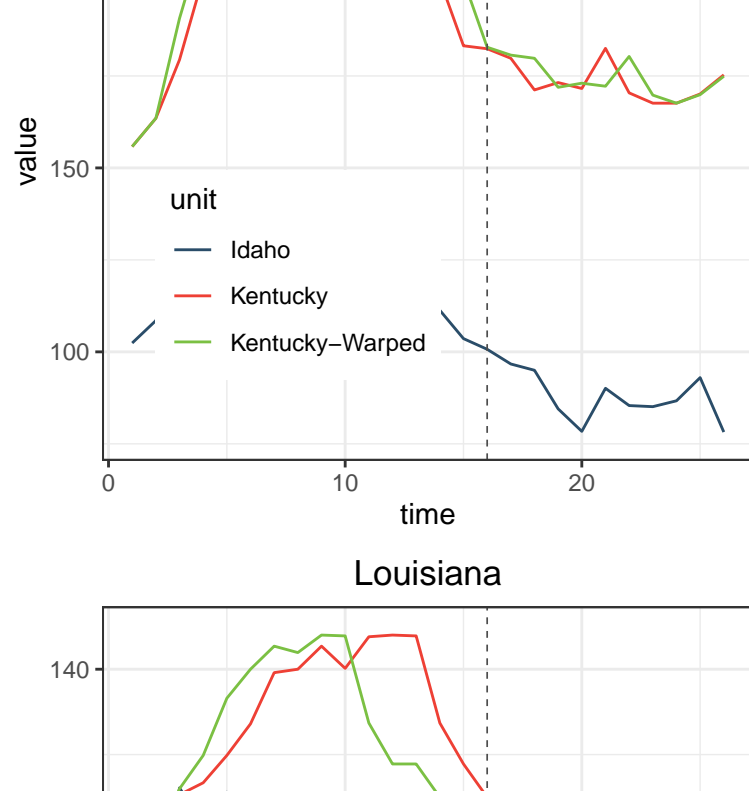 value
150
100
unit
Idaho
Kentucky
Kentucky−Warped
0 10 20
time
Louisiana
140